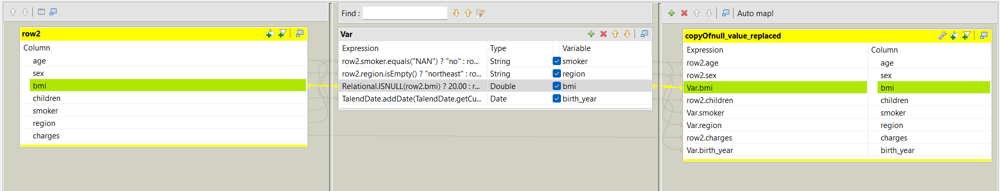 row2
Column
age
sex
bmi
children
smoker
region
charges
Find :
Var
Expression Type Variable
row2.smoker.equals("NAN") ? "no" : ro... String smoker
row2.region.isEmpty() ? "northeast" : ro... String region
Relational.ISNULL(row2.bmi) ? 20.00 : r... Double bmi
TalendDate.addDate(TalendDate.getCu... Date birth_year
Auto map!
copyOfnull_value_replaced
Expression Column
row2.age age
row2.sex sex
Var.bmi bmi
row2.children children
Var.smoker smoker
Var.region region
row2.charges charges
Var.birth_year birth_year